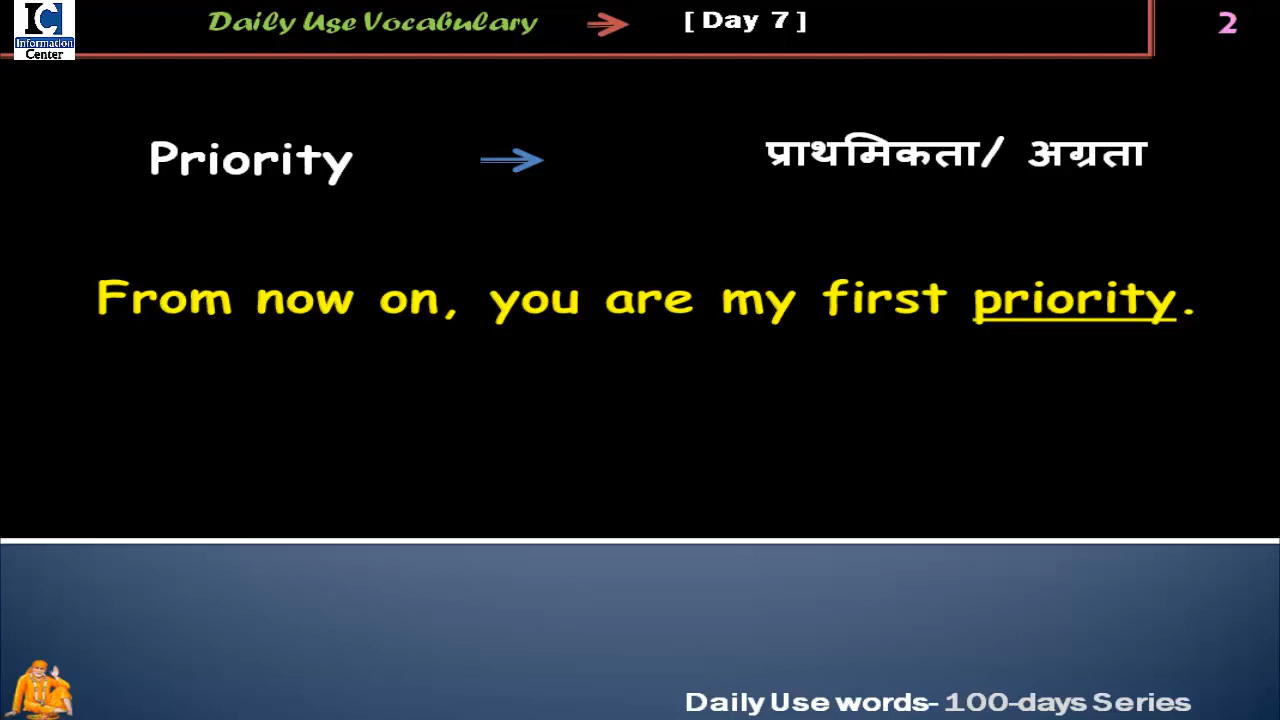 IC
Information
Center
Daily Use Vocabulary
[ Day 7 ]
2
Priority
प्राथमिकता/ अग्रता
From now on, you are my first priority.
Daily Use words- 100-days Series